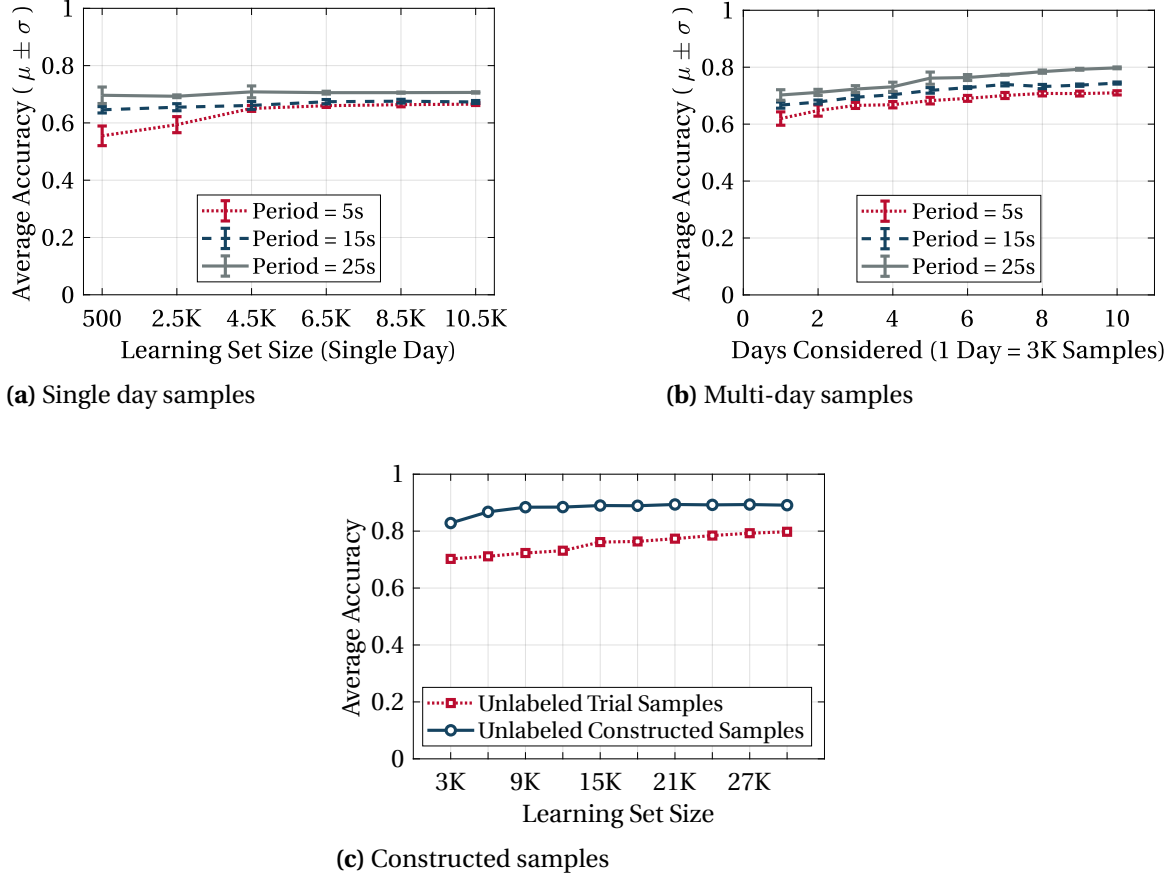 1
0.8
0.6
0.4
0.2
0
Average Accuracy ( μ ± σ )
Period = 5s
Period = 15s
Period = 25s
500 2.5K 4.5K 6.5K 8.5K 10.5K
Learning Set Size (Single Day)
(a) Single day samples
1
0.8
0.6
0.4
0.2
0
Average Accuracy ( μ ± σ )
Period = 5s
Period = 15s
Period = 25s
0 2 4 6 8 10
Days Considered (1 Day = 3K Samples)
(b) Multi-day samples
1
0.8
0.6
0.4
0.2
0
Average Accuracy
Unlabeled Trial Samples
Unlabeled Constructed Samples
3K 9K 15K 21K 27K
Learning Set Size
(c) Constructed samples